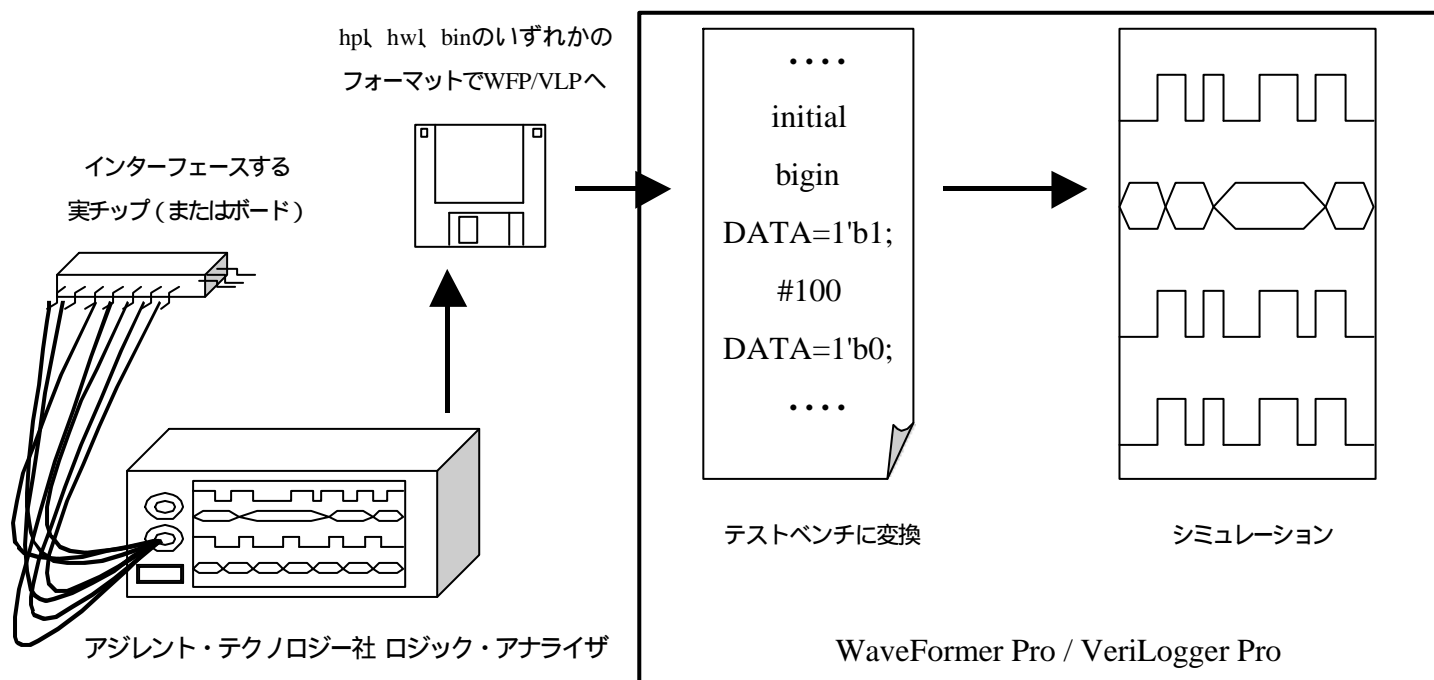 hpl、hwl、binのいずれかの
フォーマットでWFP/VLPへ
インターフェースする
実チップ(またはボード)
アジレント・テクノロジー社 ロジック・アナライザ
‥‥
initial
bigin
DATA=1'b1;
#100
DATA=1'b0;
‥‥
テストベンチに変換
シミュレーション
WaveFormer Pro / VeriLogger Pro